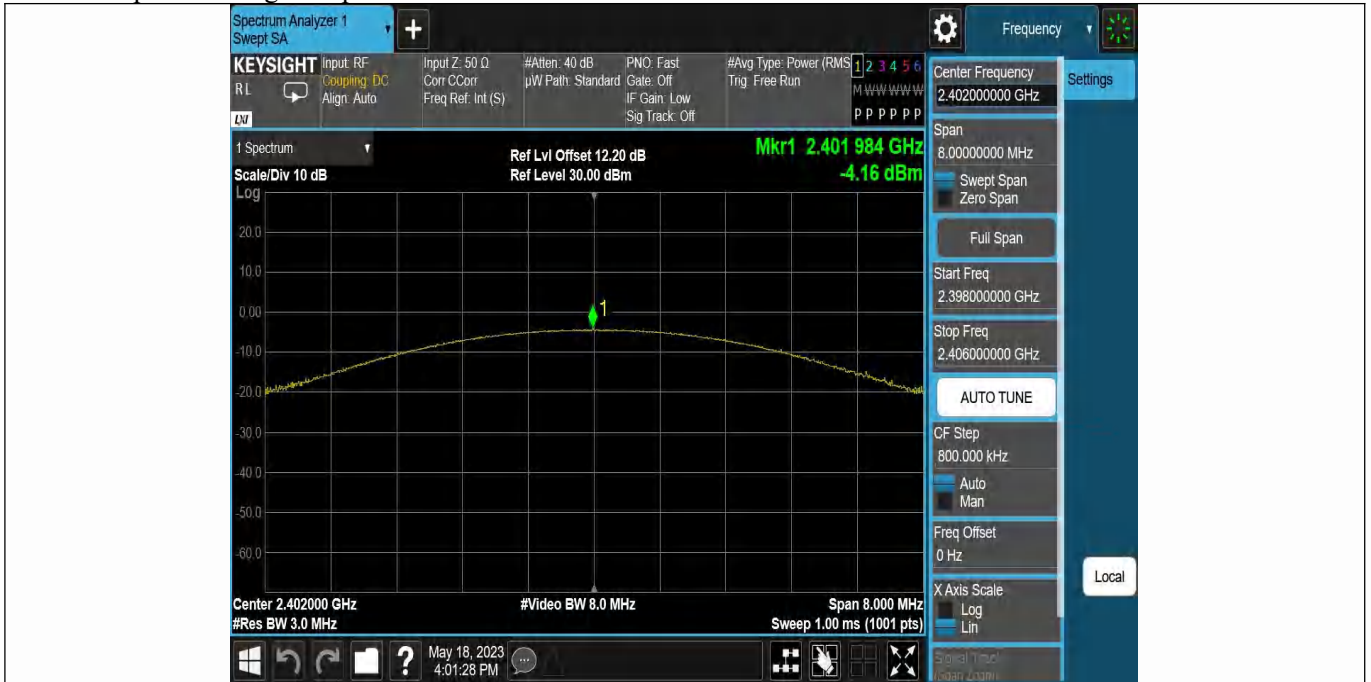 Spectrum Analyzer 1
Swept SA
+
Frequency
KEYSIGHT
RL
LXI
Input: RF
Coupling: DC
Align: Auto
Input Z: 50 Ω
Corr CCorr
Freq Ref: Int (S)
#Atten: 40 dB
µW Path: Standard
PNO: Fast
Gate: Off
IF Gain: Low
Sig Track: Off
#Avg Type: Power (RMS
Trig: Free Run
1 2 3 4 5 6
M W W W W W
P P P P P P
1 Spectrum
Scale/Div 10 dB
Log
Ref Lvl Offset 12.20 dB
Ref Level 30.00 dBm
Mkr1 2.401 984 GHz
-4.16 dBm
1
20.0
10.0
0.00
-10.0
-20.0
-30.0
-40.0
-50.0
-60.0
Center 2.402000 GHz
#Res BW 3.0 MHz
#Video BW 8.0 MHz
Span 8.000 MHz
Sweep 1.00 ms (1001 pts)
Center Frequency
2.402000000 GHz
Settings
Span
8.00000000 MHz
Swept Span
Zero Span
Full Span
Start Freq
2.398000000 GHz
Stop Freq
2.406000000 GHz
AUTO TUNE
CF Step
800.000 kHz
Auto
Man
Freq Offset
0 Hz
X Axis Scale
Log
Lin
Local
Signal Track
(Span Zoom)
?
May 18, 2023
4:01:28 PM